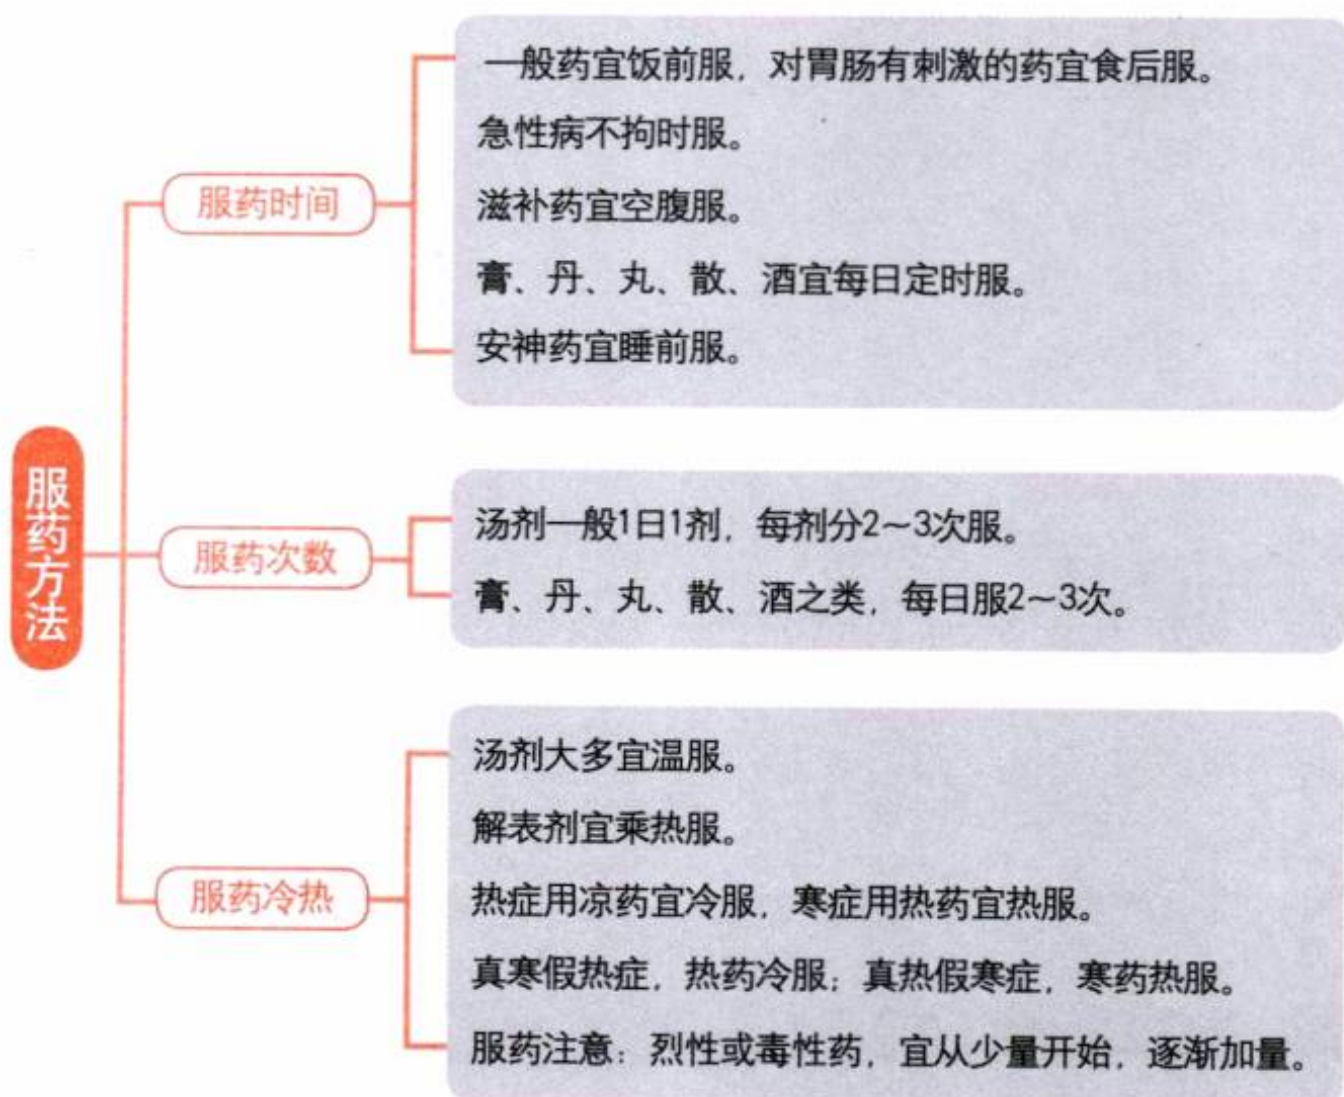 服药方法
服药时间
一般药宜饭前服，对胃肠有刺激的药宜食后服。
急性病不拘时服。
滋补药宜空腹服。
膏、丹、丸、散、酒宜每日定时服。
安神药宜睡前服。
服药次数
汤剂一般1日1剂，每剂分2～3次服。
膏、丹、丸、散、酒之类，每日服2～3次。
服药冷热
汤剂大多宜温服。
解表剂宜乘热服。
热症用凉药宜冷服，寒症用热药宜热服。
真寒假热症，热药冷服；真热假寒症，寒药热服。
服药注意：烈性或毒性药，宜从少量开始，逐渐加量。